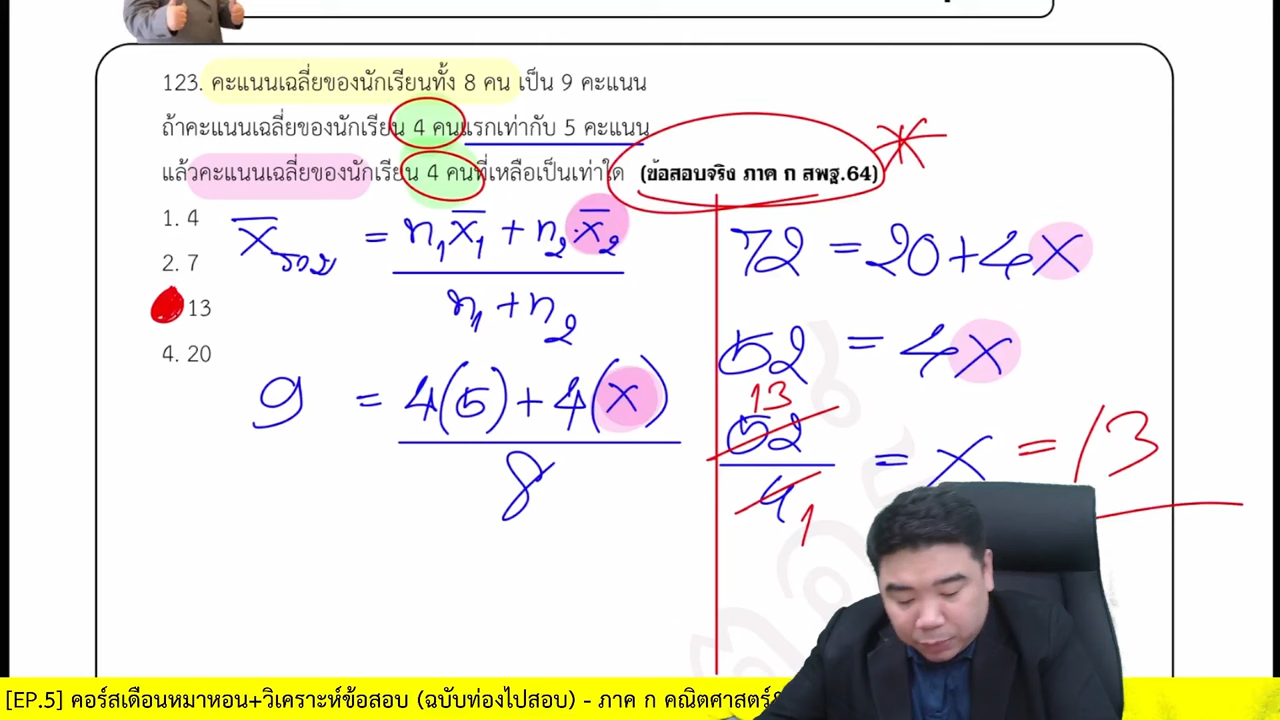 123. คะแนนเฉลี่ยของนักเรียนทั้ง 8 คน เป็น 9 คะแนน
ถ้าคะแนนเฉลี่ยของนักเรียน 4 คนแรกเท่ากับ 5 คะแนน
แล้วคะแนนเฉลี่ยของนักเรียน 4 คนที่เหลือเป็นเท่าใด (ข้อสอบจริง ภาค ก สพฐ.64)
1. 4
2. 7
13
4. 20
x̄รวม = n₁x̄₁ + n₂·x̄₂
n₁ + n₂
9 = 4(5) + 4(x)
8
72 = 20 + 4x
52 = 4x
13
52 = x = 13
4 1
[EP.5] คอร์สเดือนหมาหอน+วิเคราะห์ข้อสอบ (ฉบับท่องไปสอบ) - ภาค ก คณิตศาสตร์